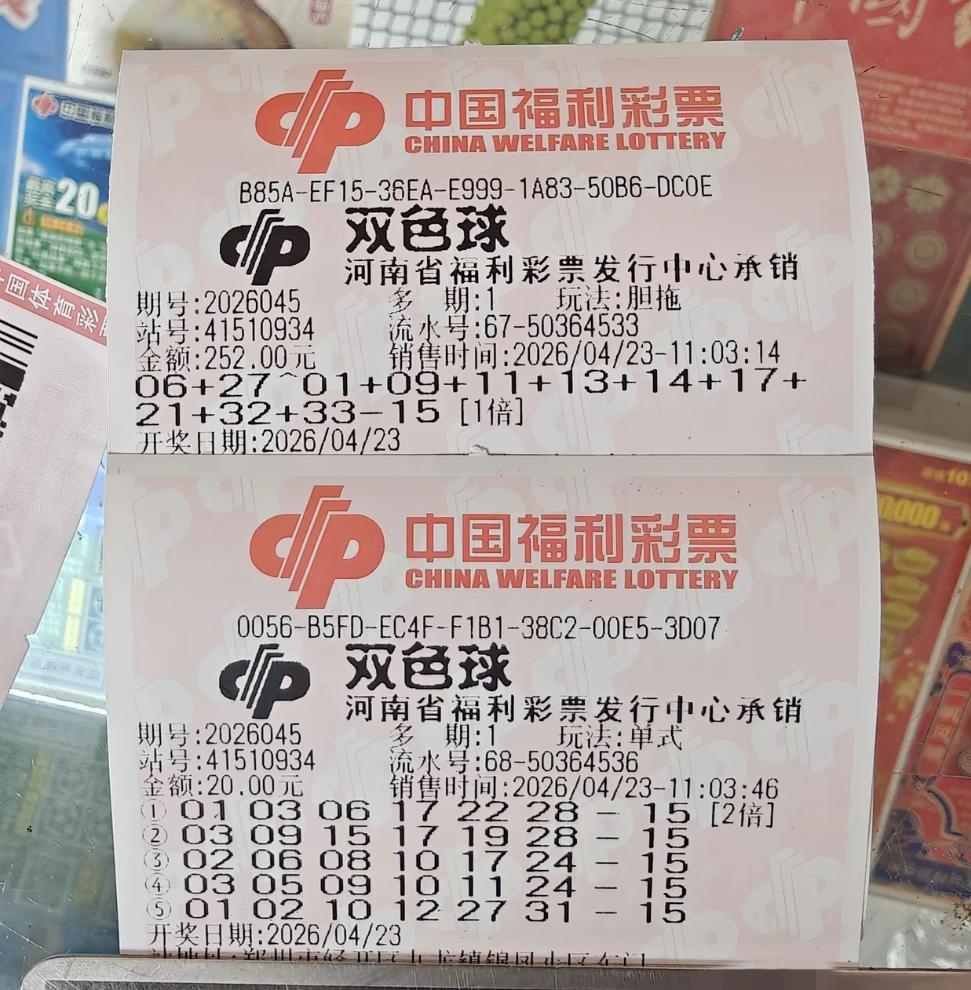 中国福利彩票
CHINA WELFARE LOTTERY
B85A-EF15-36EA-E999-1A83-50B6-DC0E
双色球
河南省福利彩票发行中心承销
期号:2026045 多 期:1 玩法:胆拖
站号:41510934 流水号:67-50364533
金额:252.00元 销售时间:2026/04/23-11:03:14
06+27^01+09+11+13+14+17+
21+32+33-15 [1倍]
开奖日期:2026/04/23
中国福利彩票
CHINA WELFARE LOTTERY
0056-B5FD-EC4F-F1B1-38C2-00E5-3D07
双色球
河南省福利彩票发行中心承销
期号:2026045 多 期:1 玩法:单式
站号:41510934 流水号:68-50364536
金额:20.00元 销售时间:2026/04/23-11:03:46
① 01 03 06 17 22 28 - 15 [2倍]
② 03 09 15 17 19 28 - 15
③ 02 06 08 10 17 24 - 15
④ 03 05 09 10 11 24 - 15
⑤ 01 02 10 12 27 31 - 15
开奖日期:2026/04/23
20
国体育彩